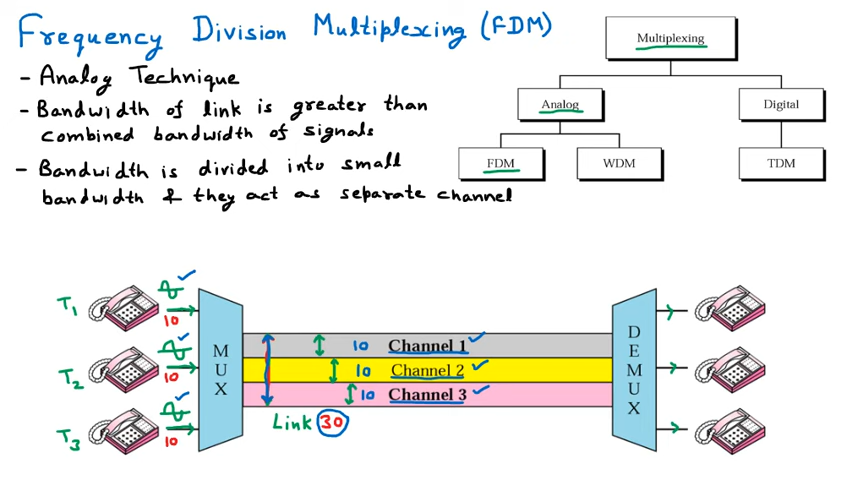 Frequency Division Multiplexing (FDM)
- Analog Technique
- Bandwidth of link is greater than
combined bandwidth of signals
- Bandwidth is divided into small
bandwidth & they act as separate channel
Multiplexing
Analog
Digital
FDM
WDM
TDM
T1
10
T2
10
T3
10
MUX
10 Channel 1
10 Channel 2
10 Channel 3
Link 30
DEMUX